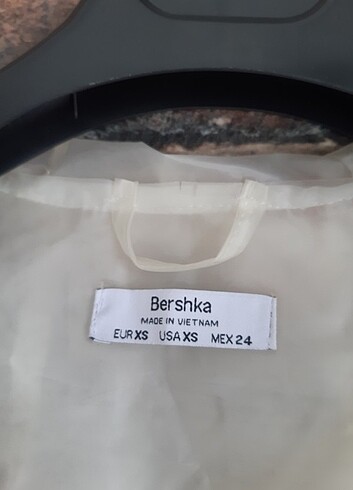 Bershka
MADE IN VIETNAM
EUR XS USA XS MEX 24